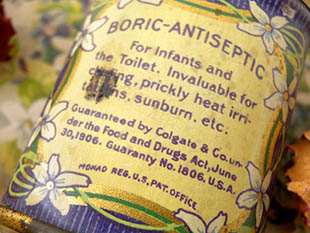 BORIC-ANTISEPTIC
For Infants and
the Toilet. Invaluable for
prickly heat irri-
sunburn, etc:
Guaranteed by Colgate & Co. un-
der the Food and Drugs Act, June
30, 1906. Guaranty No. 1806. U.S.A.
MONAD REG. U.S. PAT. OFFICE